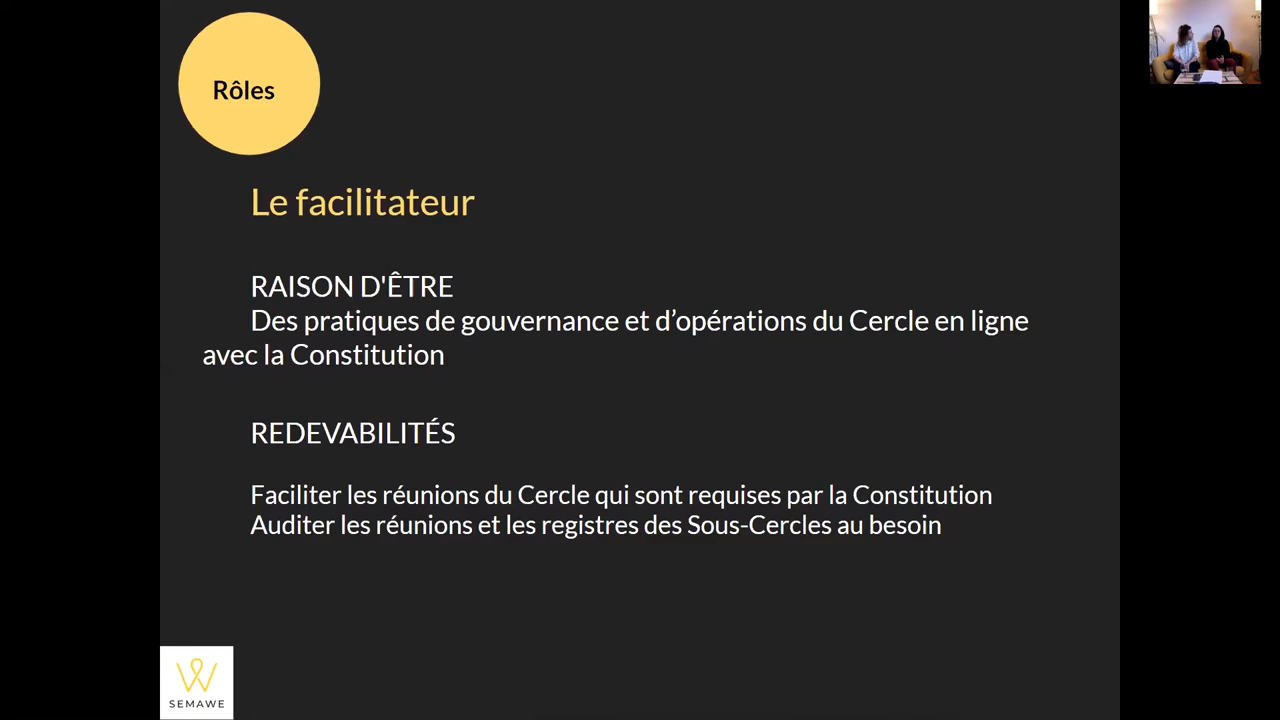 Rôles
Le facilitateur
RAISON D'ÊTRE
Des pratiques de gouvernance et d’opérations du Cercle en ligne
avec la Constitution
REDEVABILITÉS
Faciliter les réunions du Cercle qui sont requises par la Constitution
Auditer les réunions et les registres des Sous-Cercles au besoin
SEMAWE